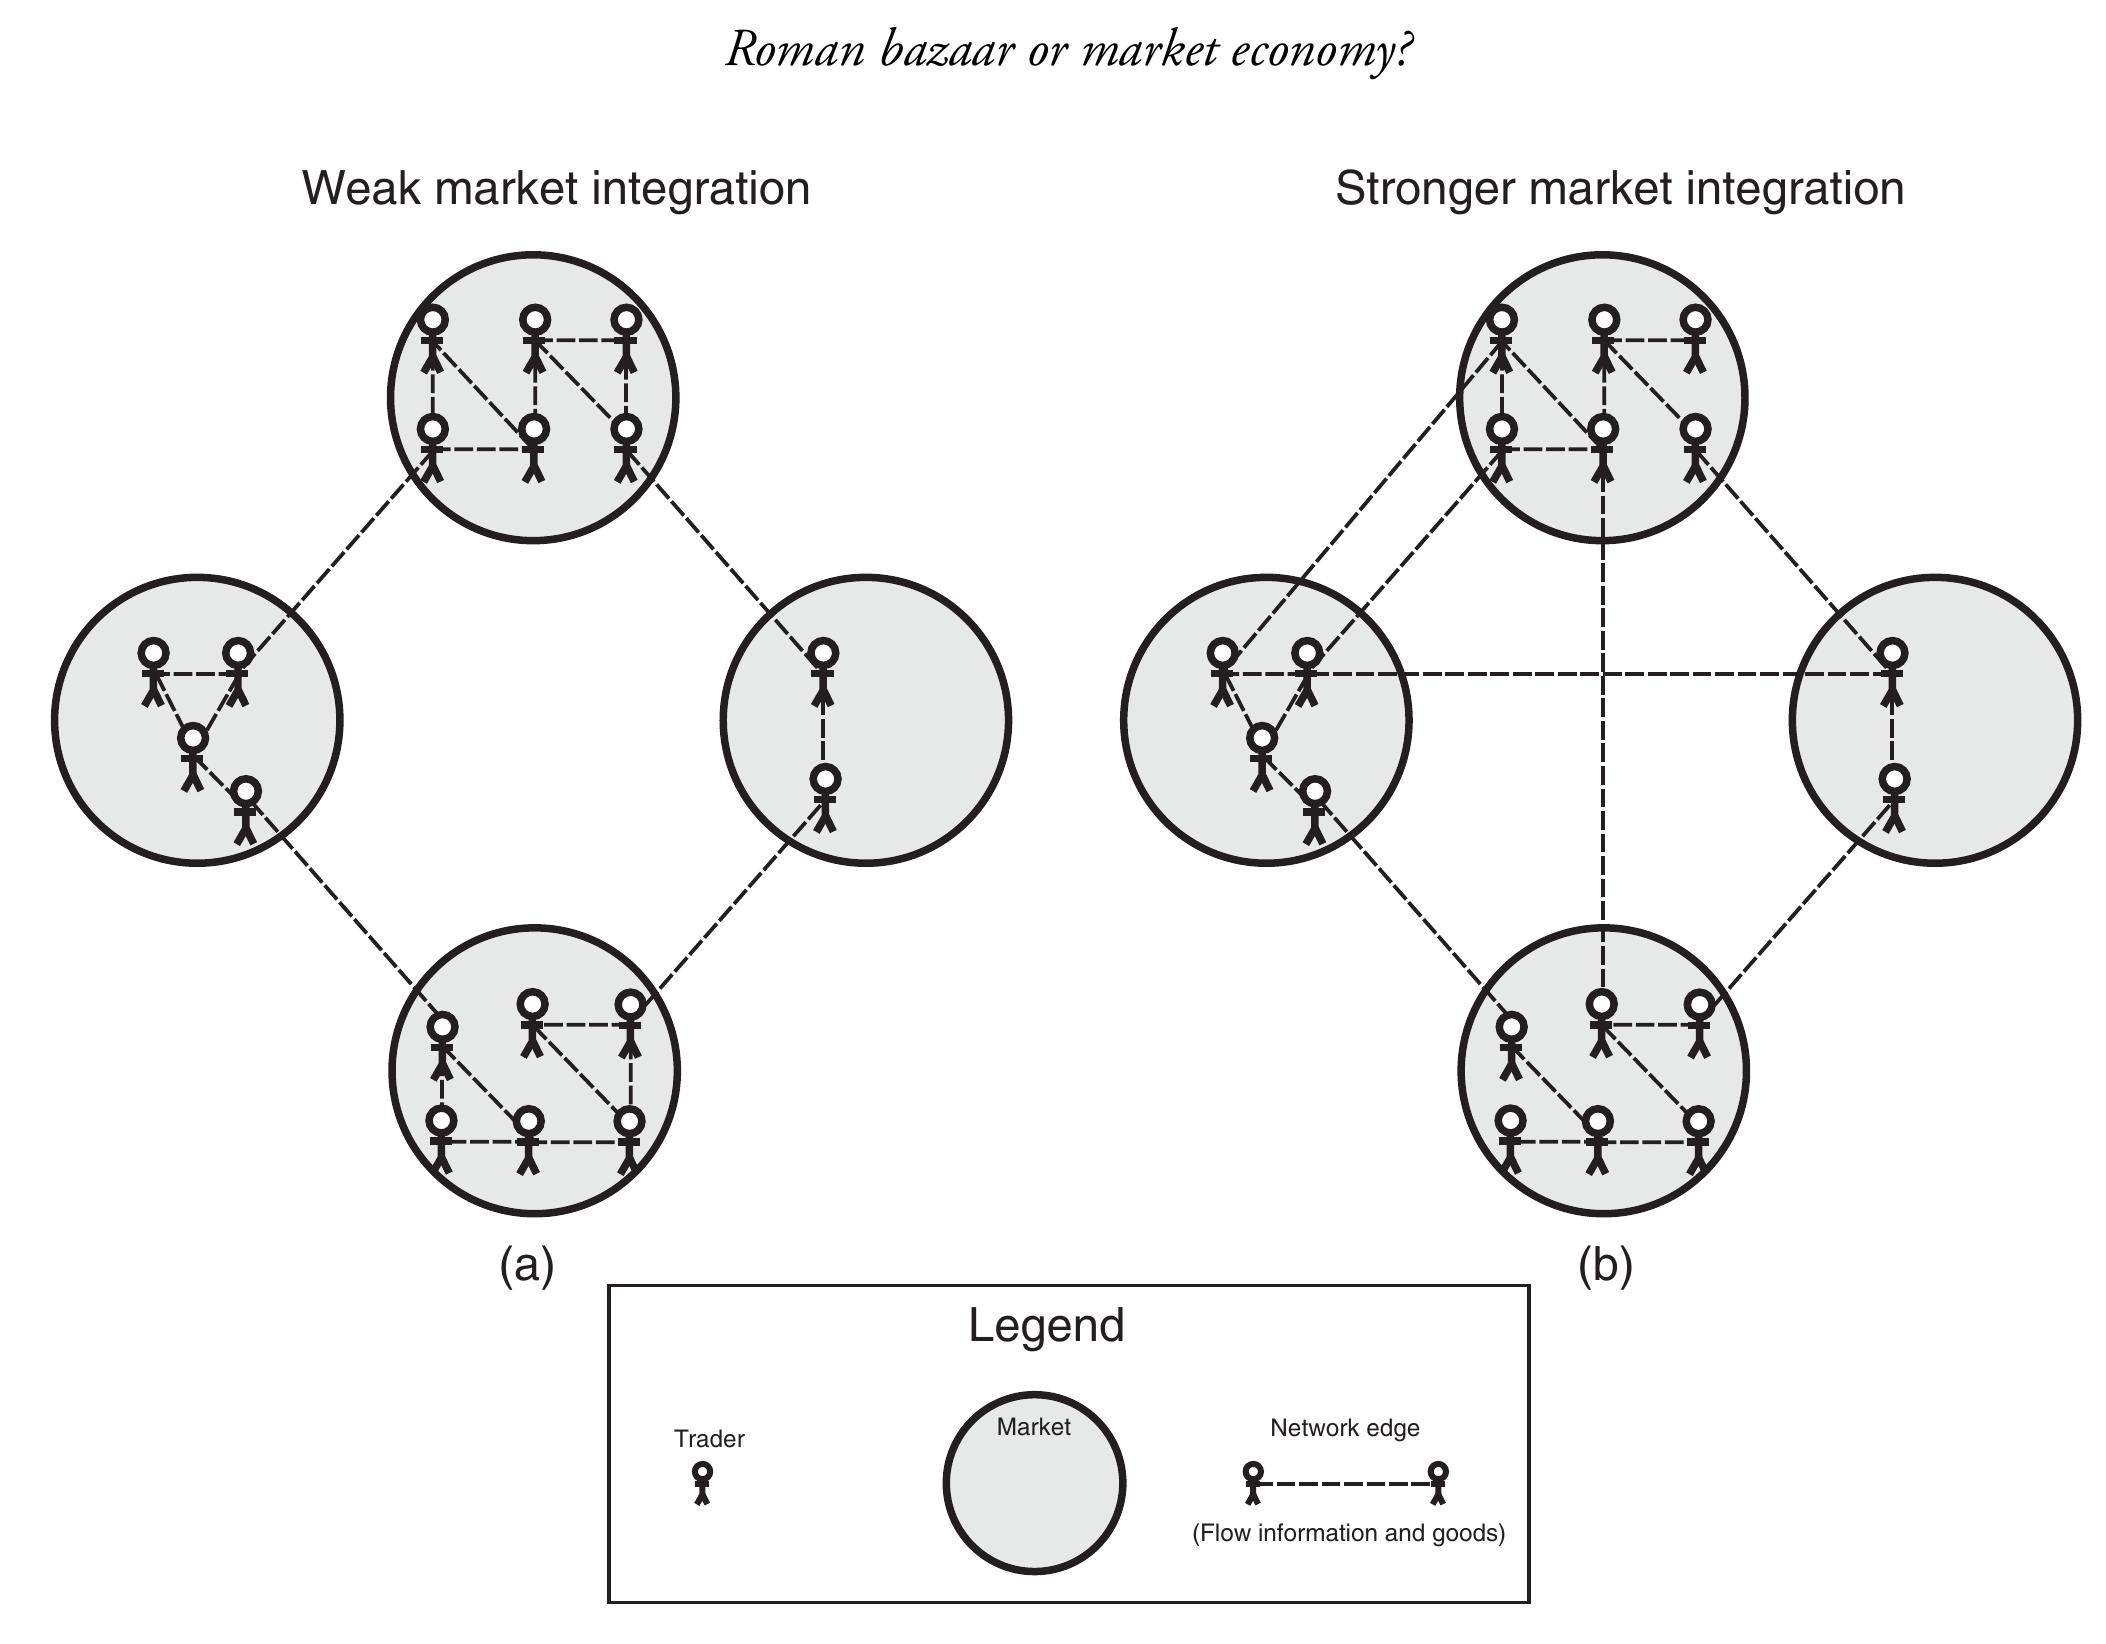 Roman bazaar or market economy?
Weak market integration
Stronger market integration
(a)
(b)
Legend
Trader
Market
Network edge
(Flow information and goods)